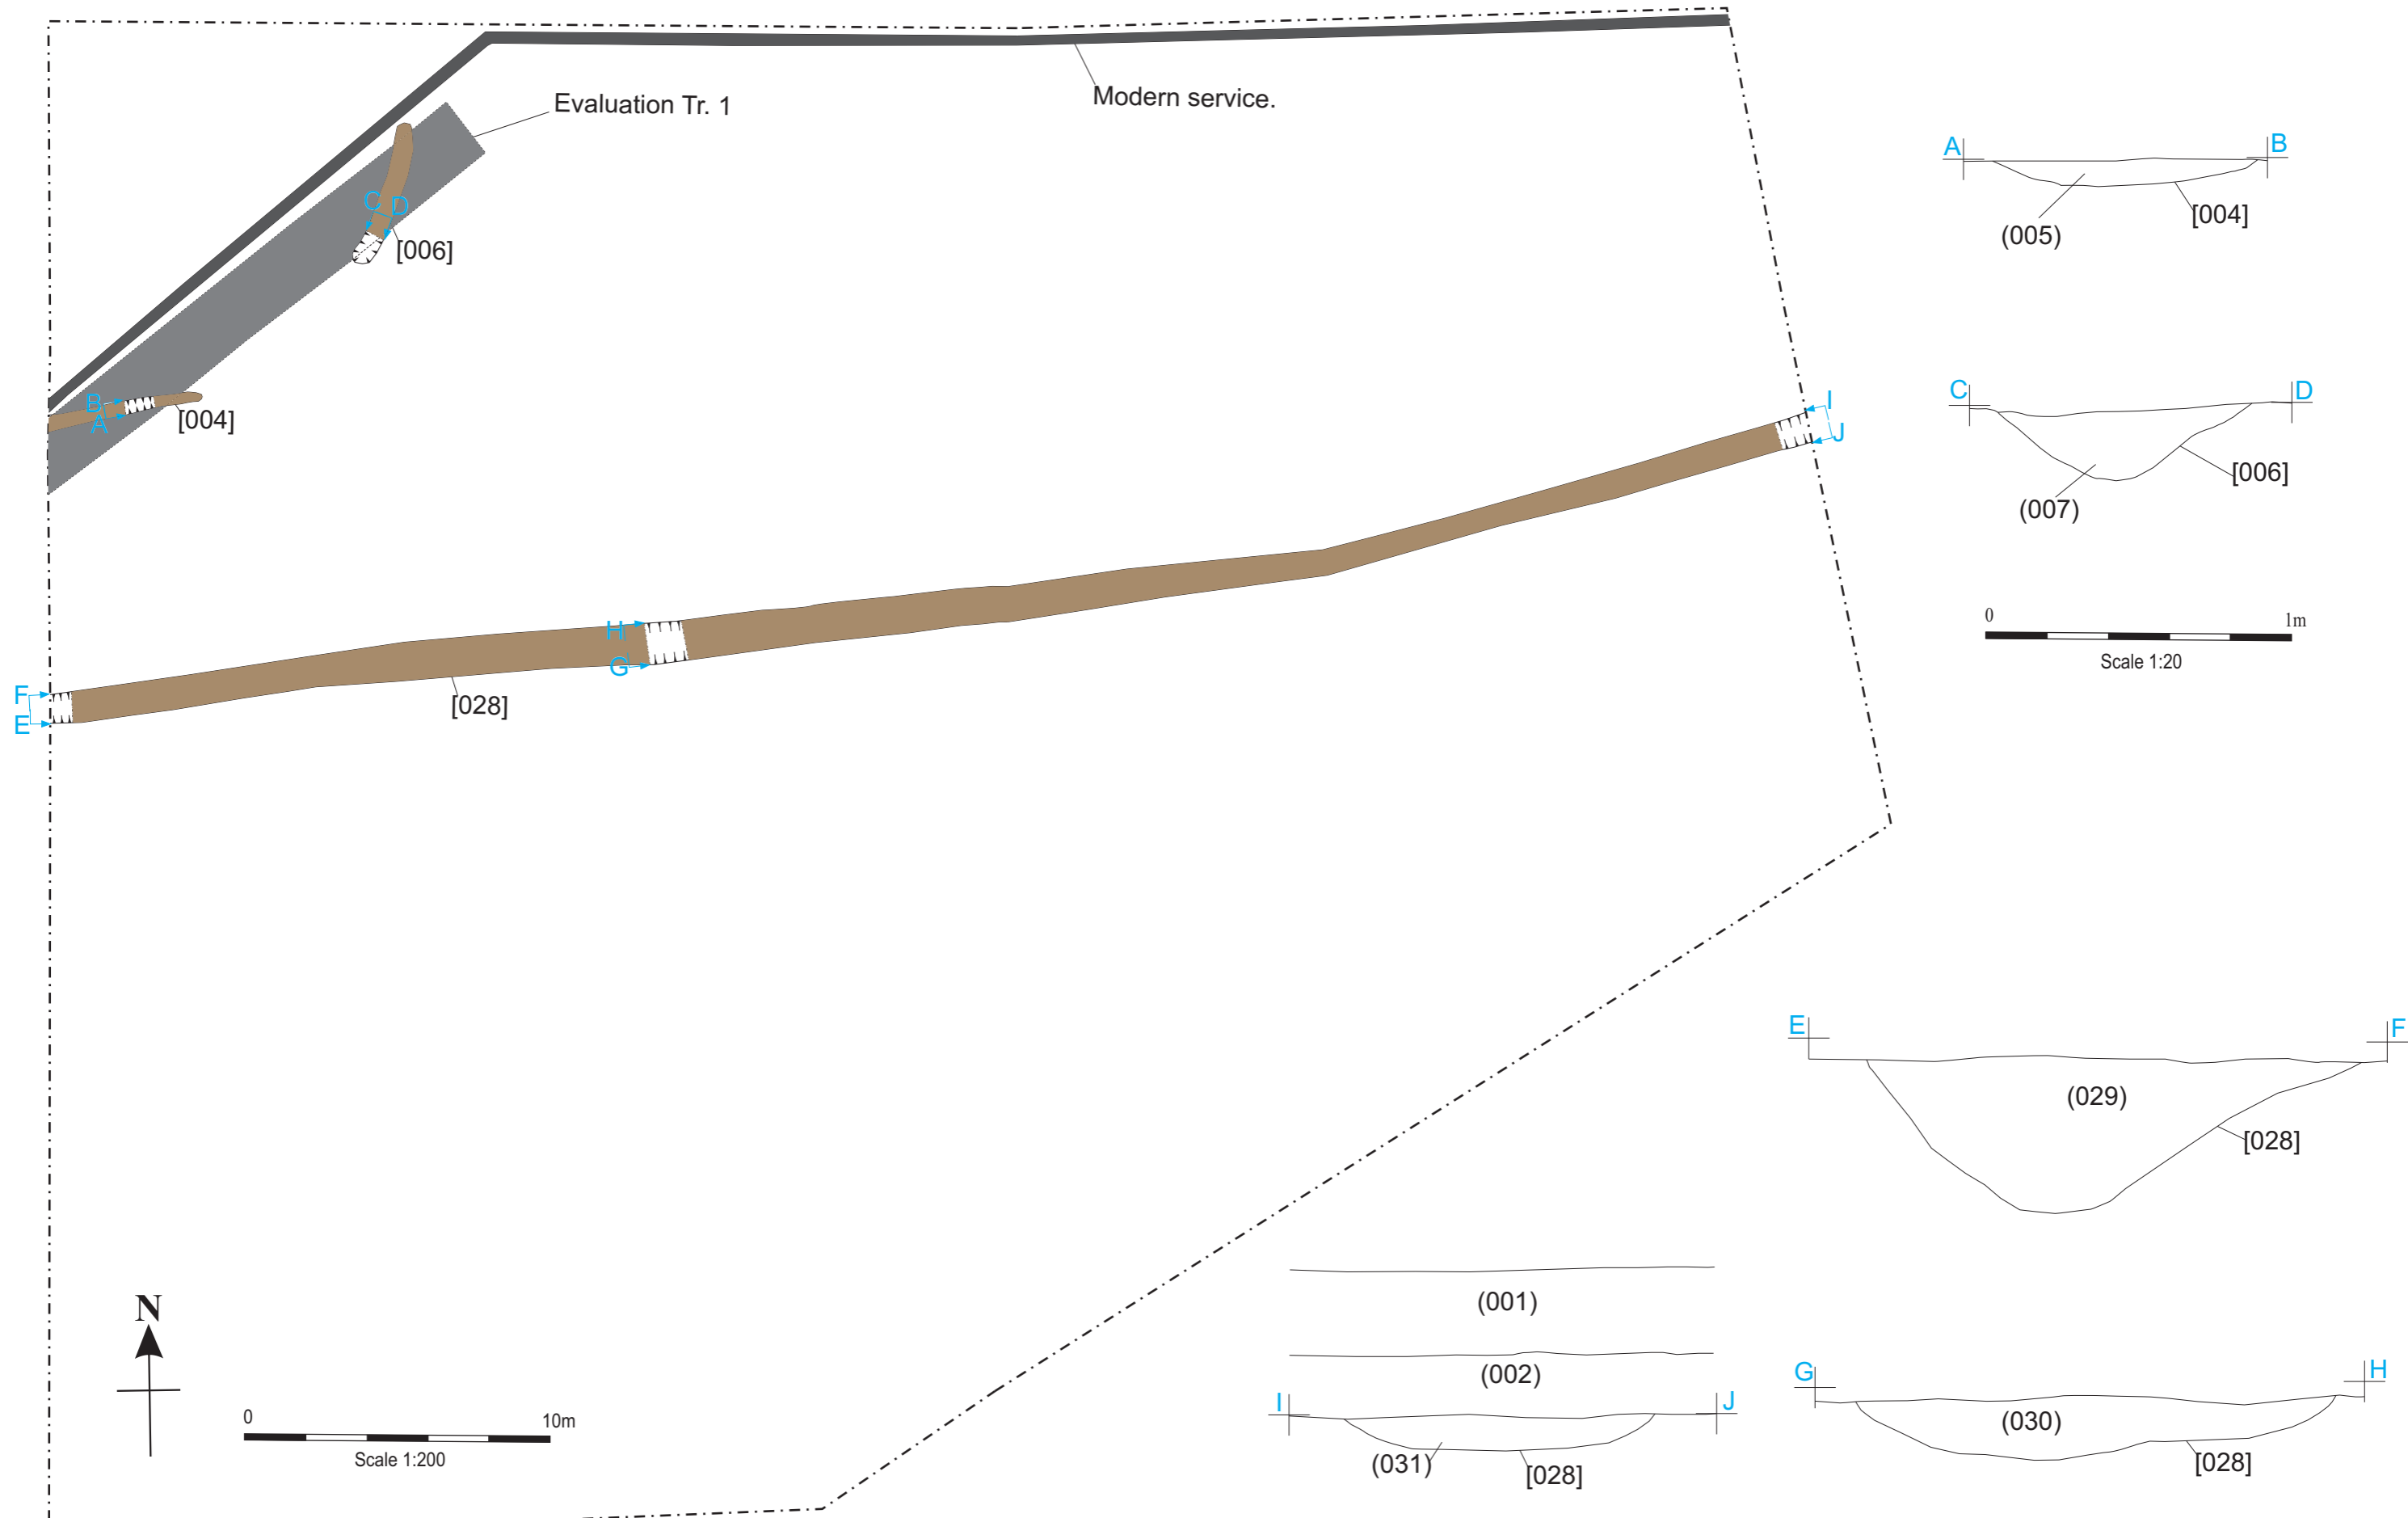 Evaluation Tr. 1
Modern service.
C
D
[006]
B
A
[004]
I
J
H
G
F
E
[028]
A
B
(005)
[004]
C
D
(007)
[006]
0
1m
Scale 1:20
E
F
(029)
[028]
(001)
(002)
I
J
(031)
[028]
G
H
(030)
[028]
N
0
10m
Scale 1:200